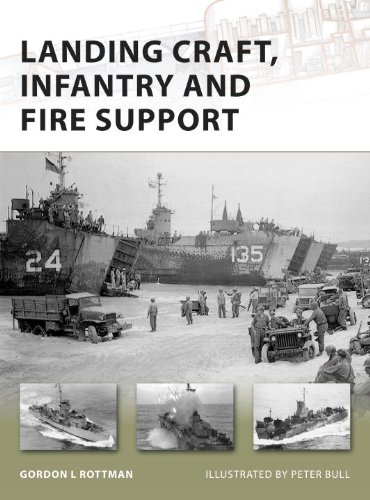 LANDING CRAFT,
INFANTRY AND
FIRE SUPPORT
24
135
GORDON L ROTTMAN
ILLUSTRATED BY PETER BULL